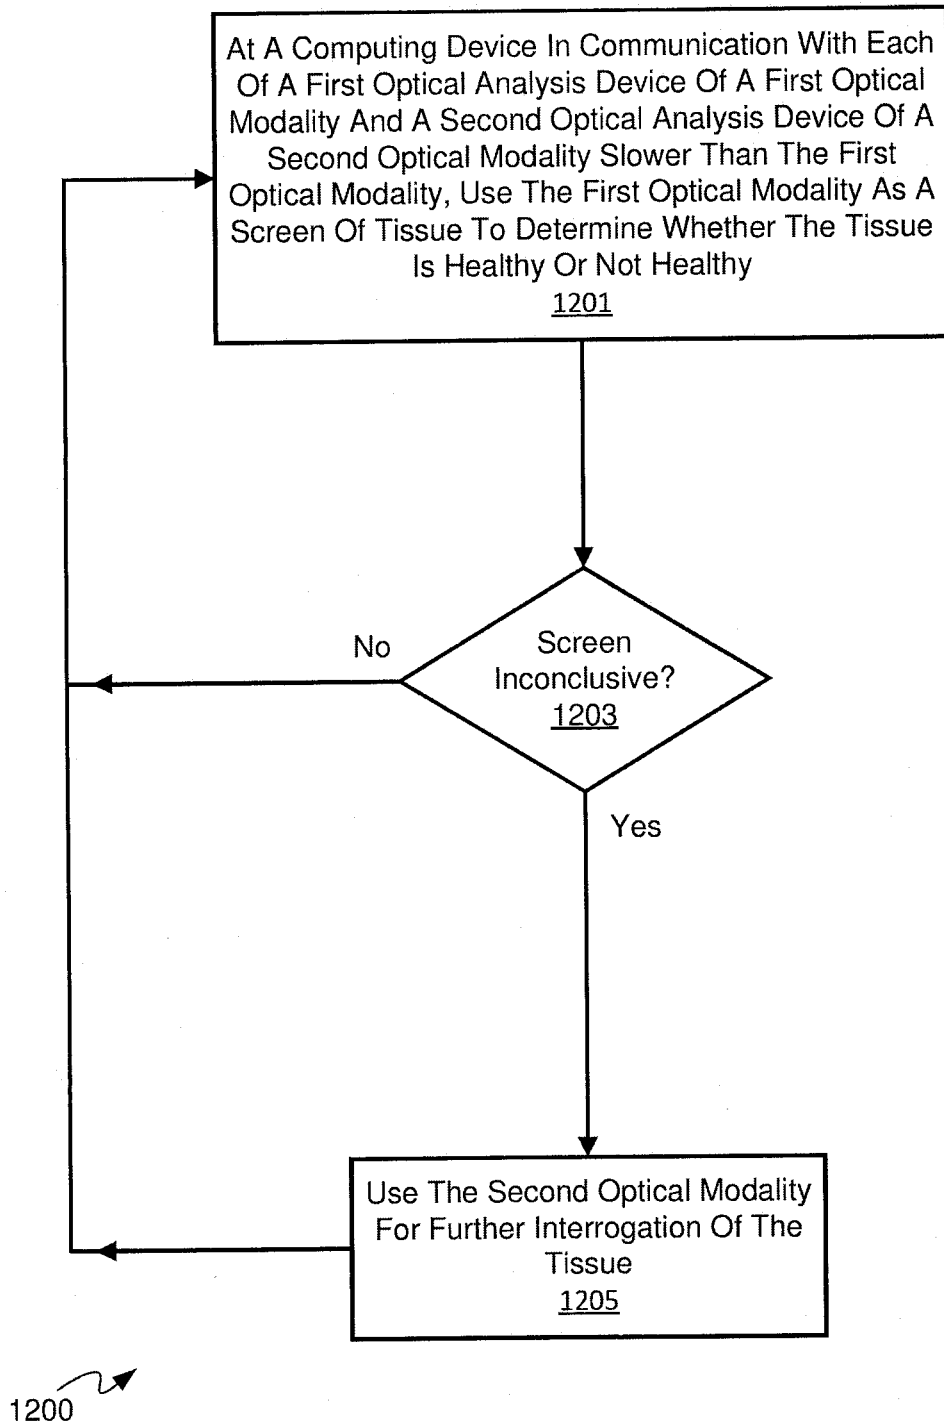 At A Computing Device In Communication With Each
Of A First Optical Analysis Device Of A First Optical
Modality And A Second Optical Analysis Device Of A
Second Optical Modality Slower Than The First
Optical Modality, Use The First Optical Modality As A
Screen Of Tissue To Determine Whether The Tissue
Is Healthy Or Not Healthy
1201
No
Screen
Inconclusive?
1203
Yes
Use The Second Optical Modality
For Further Interrogation Of The
Tissue
1205
1200